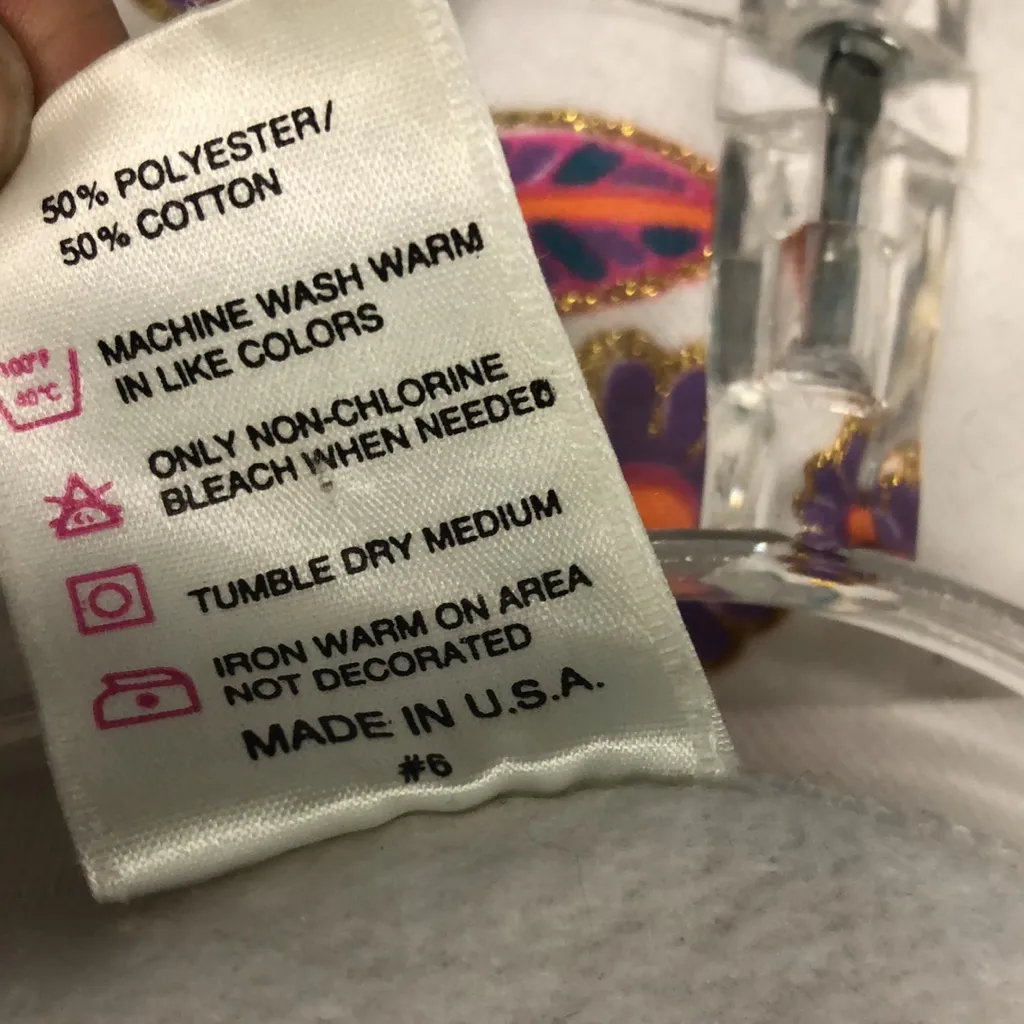 50% POLYESTER/
50% COTTON
MACHINE WASH WARM
IN LIKE COLORS
100°F
40°C
ONLY NON-CHLORINE
BLEACH WHEN NEEDED
TUMBLE DRY MEDIUM
IRON WARM ON AREA
NOT DECORATED
MADE IN U.S.A.
#6